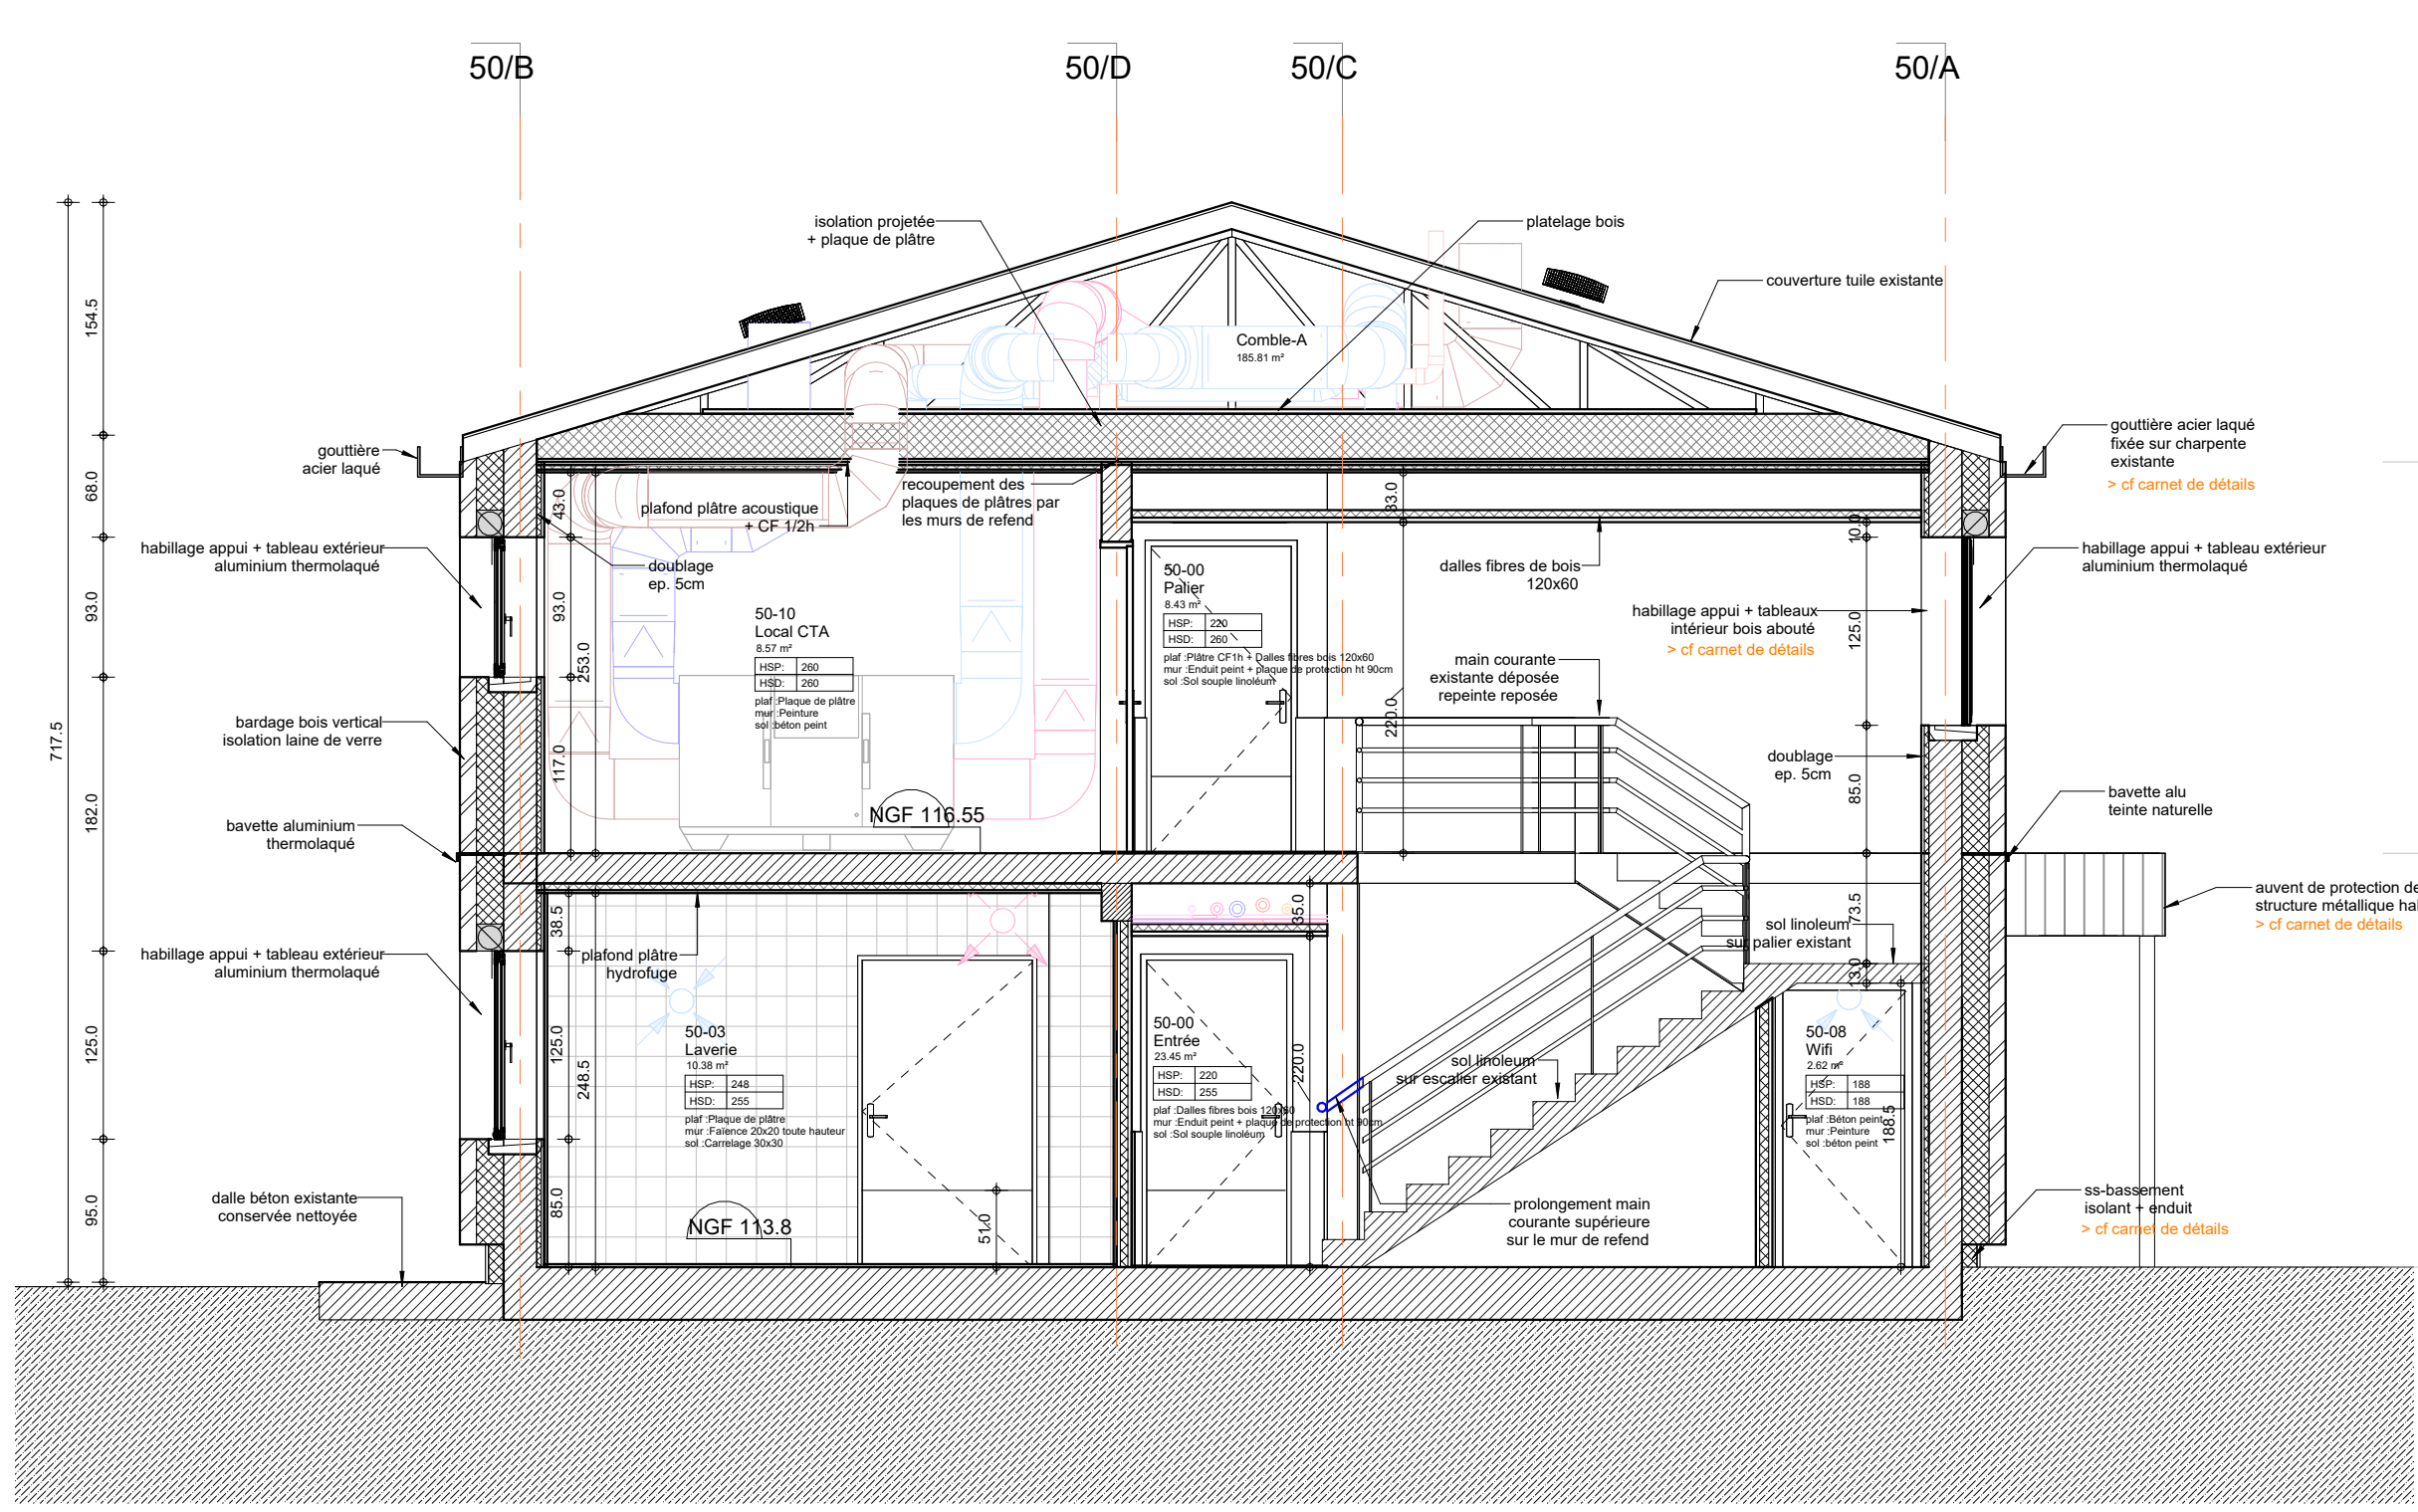 50/B
50/D
50/C
50/A
isolation projetée
+ plaque de plâtre
platelage bois
couverture tuile existante
Comble-A
185.81 m²
717.5
154.5
68.0
93.0
182.0
125.0
95.0
gouttière
acier laqué
habillage appui + tableau extérieur
aluminium thermolaqué
bardage bois vertical
isolation laine de verre
bavette aluminium
thermolaqué
habillage appui + tableau extérieur
aluminium thermolaqué
dalle béton existante
conservée nettoyée
43.0
93.0
253.0
117.0
plafond plâtre acoustique
+ CF 1/2h
recoupement des
plaques de plâtres par
les murs de refend
doublage
ep. 5cm
50-10
Local CTA
8.57 m²
HSP: 260
HSD: 260
plaf :Plaque de plâtre
mur :Peinture
sol :béton peint
NGF 116.55
50-00
Palier
8.43 m²
HSP: 220
HSD: 260
plaf :Plâtre CF1h + Dalles fibres bois 120x60
mur :Enduit peint + plaque de protection ht 90cm
sol :Sol souple linoléum
33.0
220.0
dalles fibres de bois
120x60
main courante
existante déposée
repeinte reposée
habillage appui + tableaux
intérieur bois abouté
> cf carnet de détails
10.0
125.0
85.0
73.5
13.0
doublage
ep. 5cm
gouttière acier laqué
fixée sur charpente
existante
> cf carnet de détails
habillage appui + tableau extérieur
aluminium thermolaqué
bavette alu
teinte naturelle
auvent de protection de
structure métallique ha
> cf carnet de détails
38.5
125.0
248.5
85.0
plafond plâtre
hydrofuge
50-03
Laverie
10.38 m²
HSP: 248
HSD: 255
plaf :Plaque de plâtre
mur :Faïence 20x20 toute hauteur
sol :Carrelage 30x30
NGF 113.8
51.0
35.0
220.0
50-00
Entrée
23.45 m²
HSP: 220
HSD: 255
plaf :Dalles fibres bois 120x60
mur :Enduit peint + plaque de protection ht 90cm
sol :Sol souple linoléum
sol linoleum
sur palier existant
sol linoleum
sur escalier existant
prolongement main
courante supérieure
sur le mur de refend
50-08
Wifi
2.62 m²
HSP: 188
HSD: 188
plaf :Béton peint
mur :Peinture
sol :béton peint
188.5
ss-bassement
isolant + enduit
> cf carnet de détails